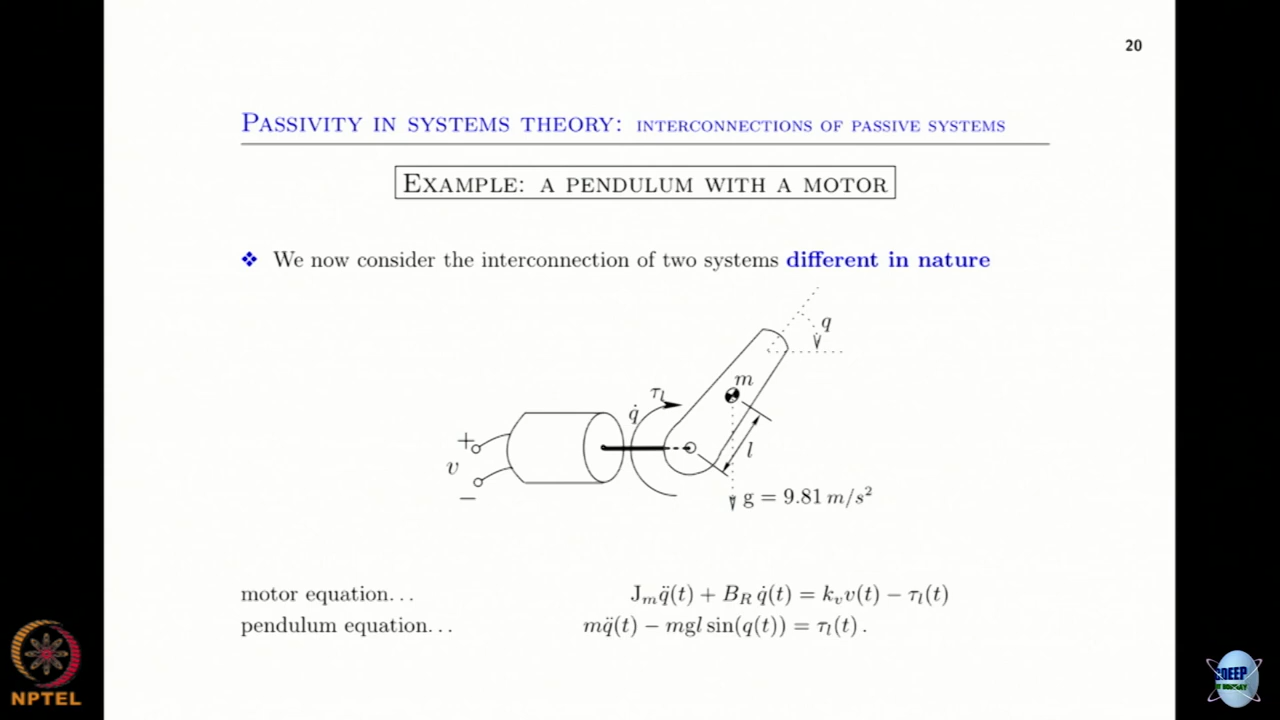 20
PASSIVITY IN SYSTEMS THEORY: INTERCONNECTIONS OF PASSIVE SYSTEMS
EXAMPLE: A PENDULUM WITH A MOTOR
❖ We now consider the interconnection of two systems different in nature
q
m
τₗ
q̇
+
v
−
l
g = 9.81 m/s²
motor equation... Jₘq̈(t) + B_R q̇(t) = kᵥv(t) − τₗ(t)
pendulum equation... mq̈(t) − mgl sin(q(t)) = τₗ(t).
NPTEL